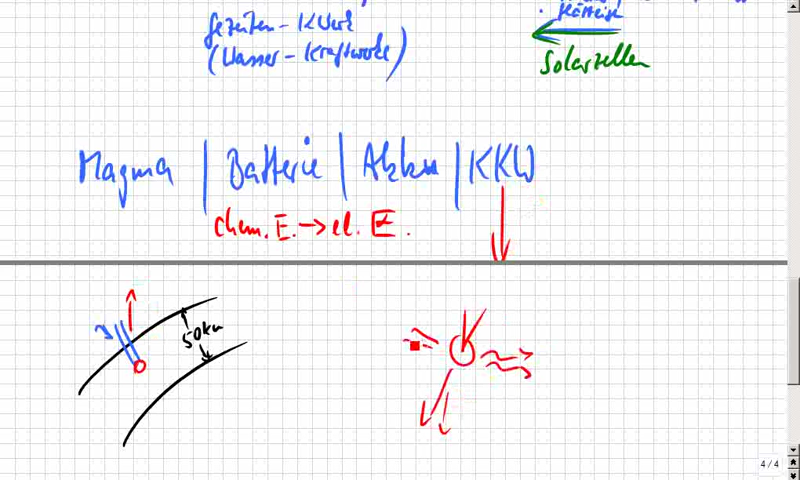 Gezeiten-KWerk
(Wasser-Kraftwerk)
Solarzellen
Magma | Batterie | Akku | KKW
chem. E. → el. E.
50km
K
4 / 4